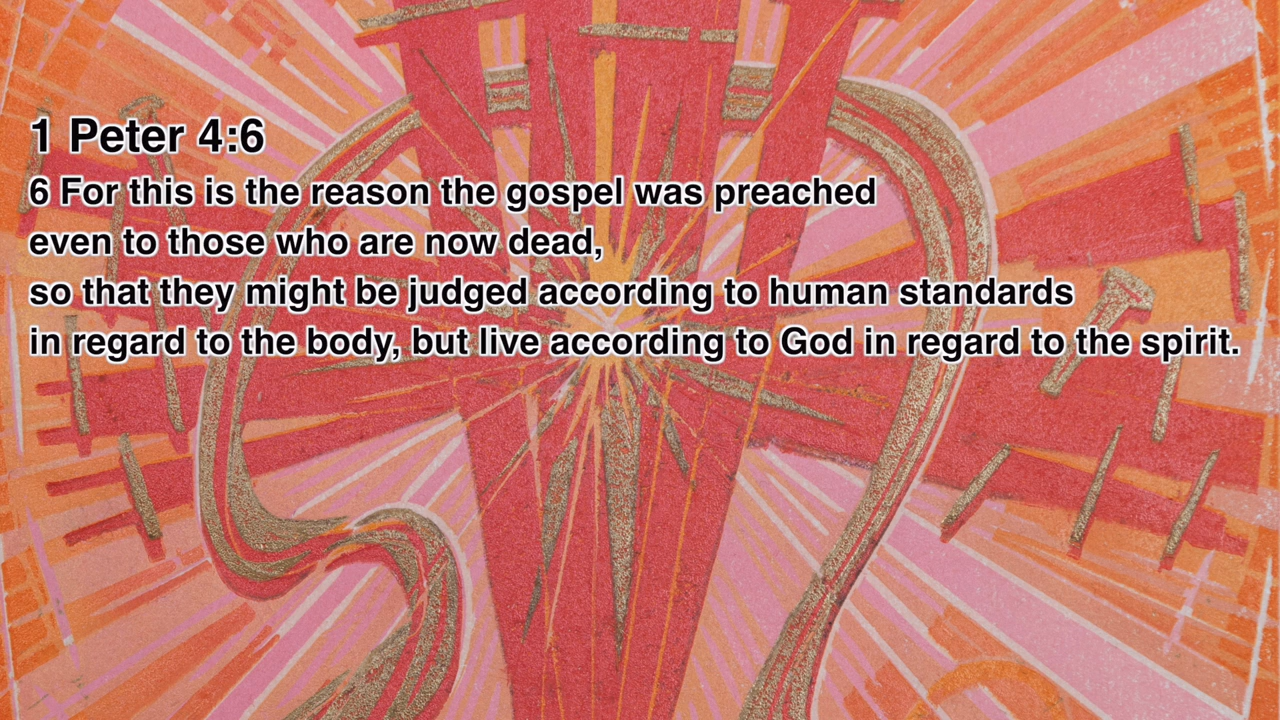 1 Peter 4:6
6 For this is the reason the gospel was preached
even to those who are now dead,
so that they might be judged according to human standards
in regard to the body, but live according to God in regard to the spirit.